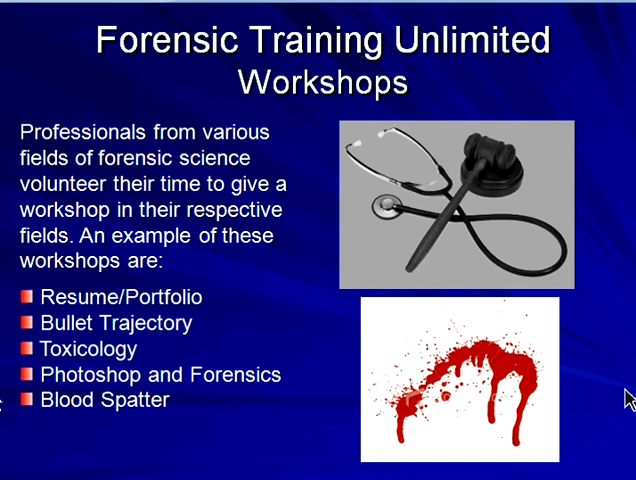 Forensic Training Unlimited
Workshops
Professionals from various
fields of forensic science
volunteer their time to give a
workshop in their respective
fields. An example of these
workshops are:
Resume/Portfolio
Bullet Trajectory
Toxicology
Photoshop and Forensics
Blood Spatter